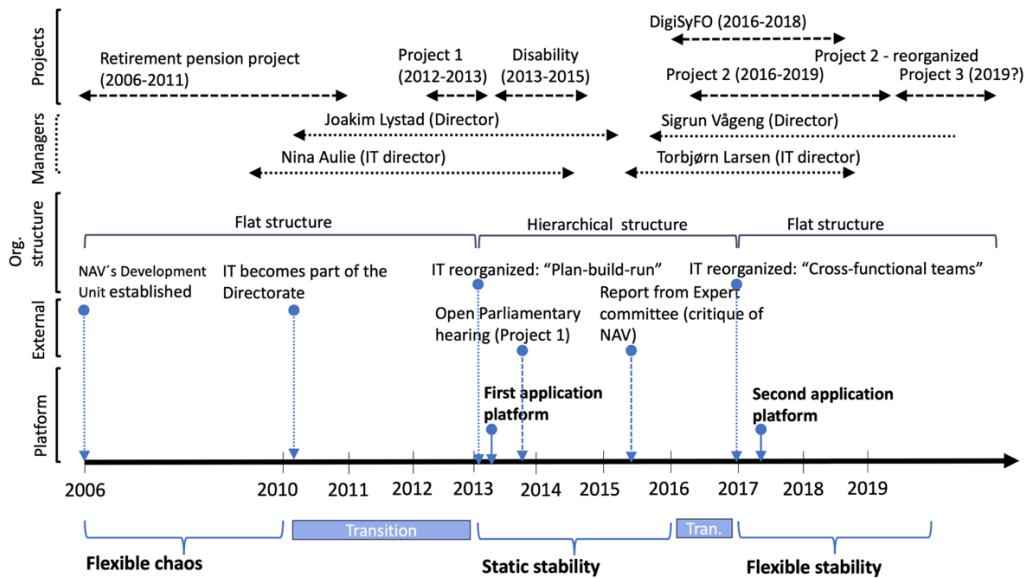 Projects
DigiSyFO (2016-2018)
Retirement pension project
(2006-2011)
Project 1
(2012-2013)
Disability
(2013-2015)
Project 2 - reorganized
Project 2 (2016-2019)
Project 3 (2019?)
Managers
Joakim Lystad (Director)
Sigrun Vågeng (Director)
Nina Aulie (IT director)
Torbjørn Larsen (IT director)
Org.
structure
Flat structure
Hierarchical structure
Flat structure
NAV´s Development
Unit established
IT becomes part of the
Directorate
IT reorganized: “Plan-build-run”
IT reorganized: “Cross-functional teams”
External
Open Parliamentary
hearing (Project 1)
Report from Expert
committee (critique of
NAV)
Platform
First application
platform
Second application
platform
2006
2010
2011
2012
2013
2014
2015
2016
2017
2018
2019
Transition
Tran.
Flexible chaos
Static stability
Flexible stability